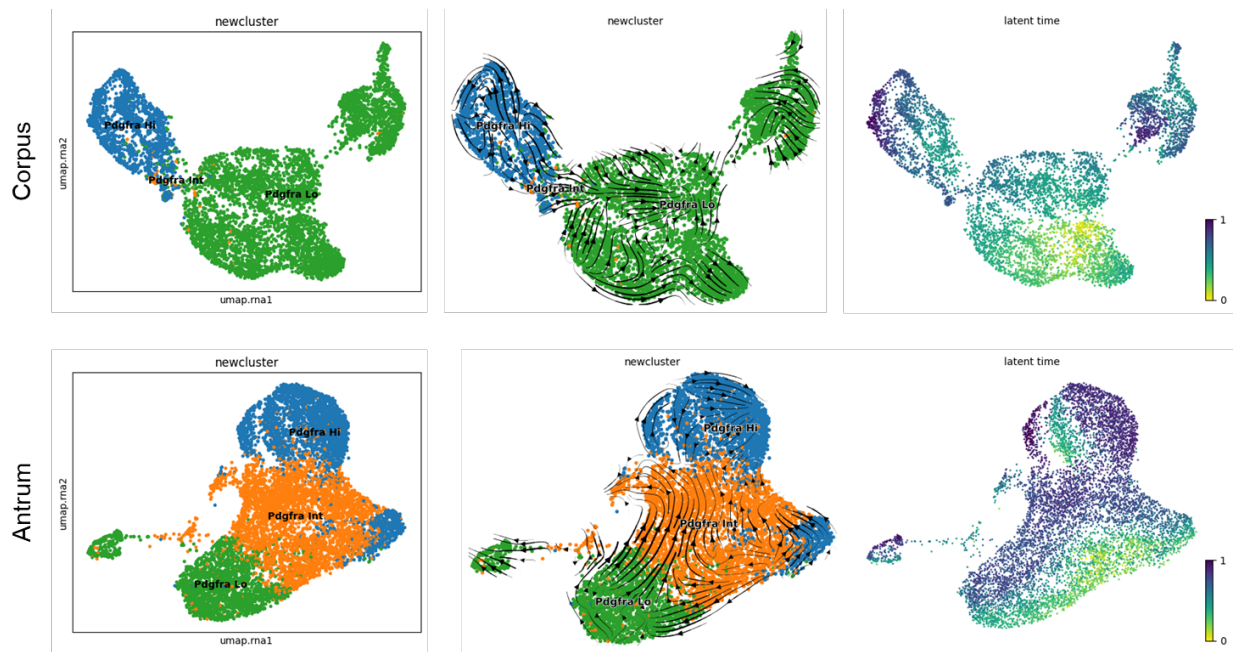 Corpus
newcluster
Pdgfra Hi
Pdgfra Int
Pdgfra Lo
umap.rna2
umap.rna1
newcluster
Pdgfra Hi
Pdgfra Int
Pdgfra Lo
latent time
1
0
Antrum
newcluster
Pdgfra Hi
Pdgfra Int
Pdgfra Lo
umap.rna2
umap.rna1
newcluster
Pdgfra Hi
Pdgfra Int
Pdgfra Lo
latent time
1
0